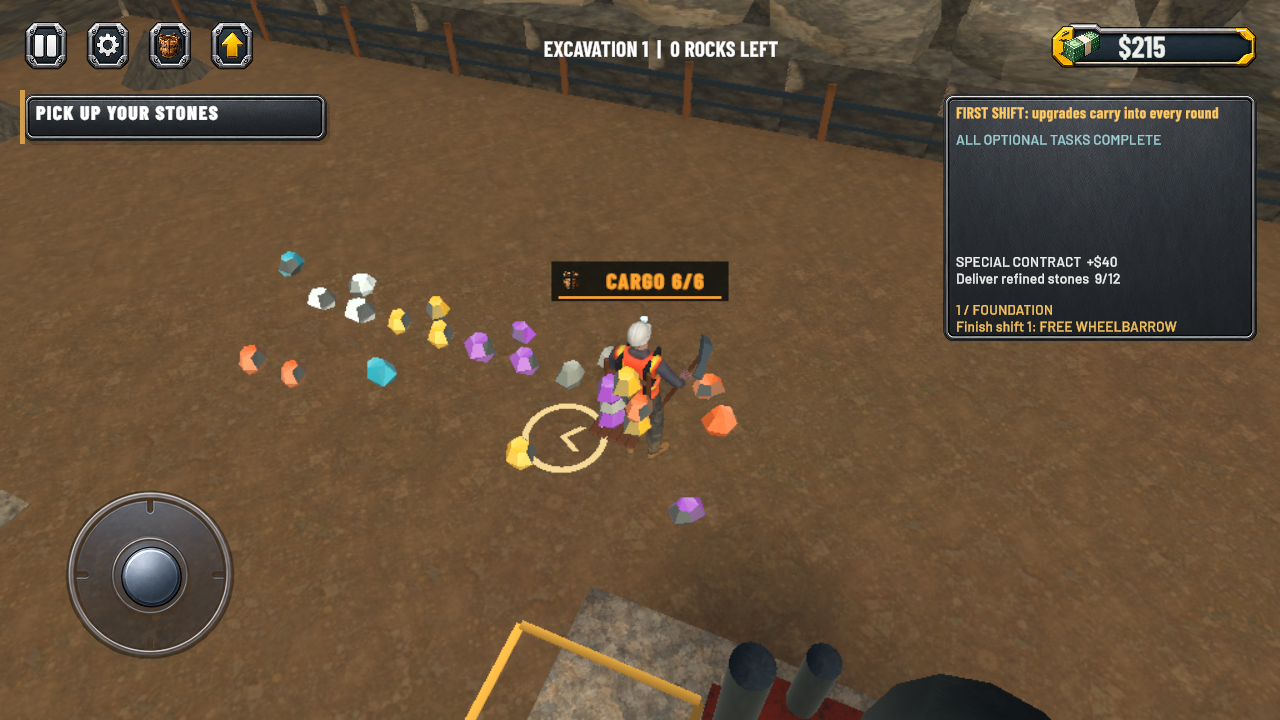 EXCAVATION 1 | 0 ROCKS LEFT
$215
PICK UP YOUR STONES
FIRST SHIFT: upgrades carry into every round
ALL OPTIONAL TASKS COMPLETE
SPECIAL CONTRACT +$40
Deliver refined stones 9/12
1 / FOUNDATION
Finish shift 1: FREE WHEELBARROW
CARGO 6/6